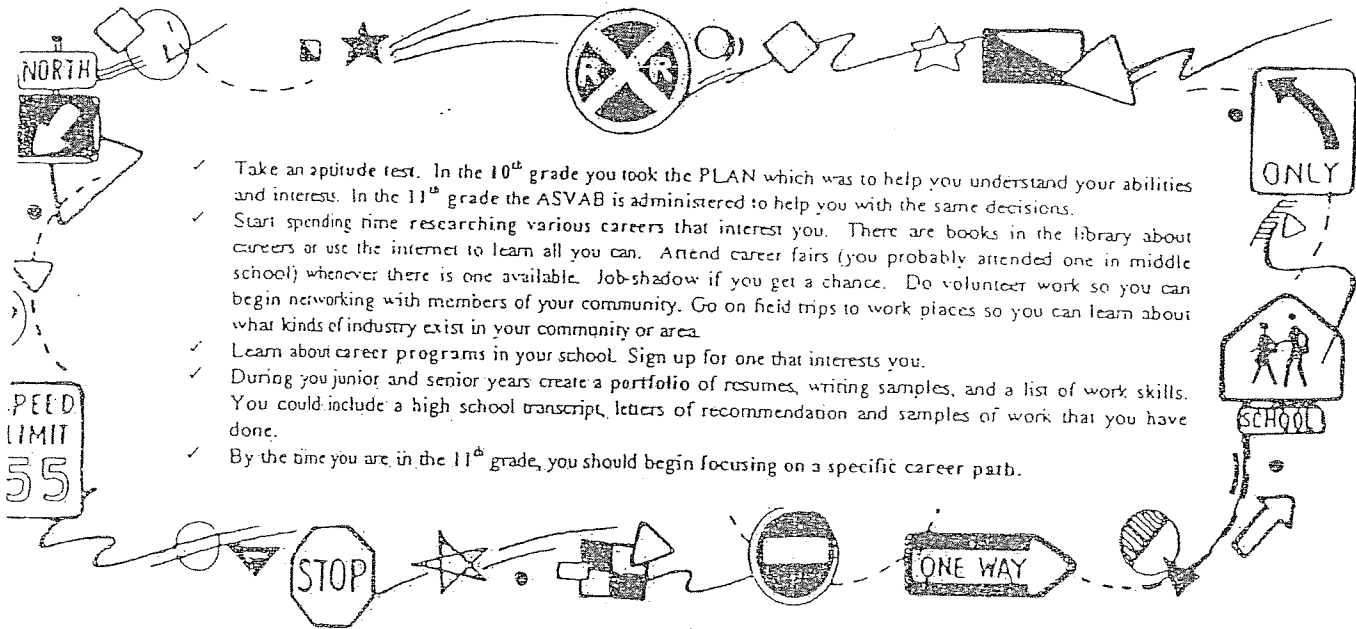 NORTH
R R
ONLY
✓ Take an aptitude test. In the 10th grade you took the PLAN which was to help you understand your abilities
and interests. In the 11th grade the ASVAB is administered to help you with the same decisions.
✓ Start spending time researching various careers that interest you. There are books in the library about
careers or use the internet to learn all you can. Attend career fairs (you probably attended one in middle
school) whenever there is one available. Job-shadow if you get a chance. Do volunteer work so you can
begin networking with members of your community. Go on field trips to work places so you can learn about
what kinds of industry exist in your community or area.
✓ Learn about career programs in your school. Sign up for one that interests you.
✓ During you junior and senior years create a portfolio of resumes, writing samples, and a list of work skills.
You could include a high school transcript, letters of recommendation and samples of work that you have
done.
✓ By the time you are in the 11th grade, you should begin focusing on a specific career path.
SCHOOL
PEED
LIMIT
55
STOP
ONE WAY